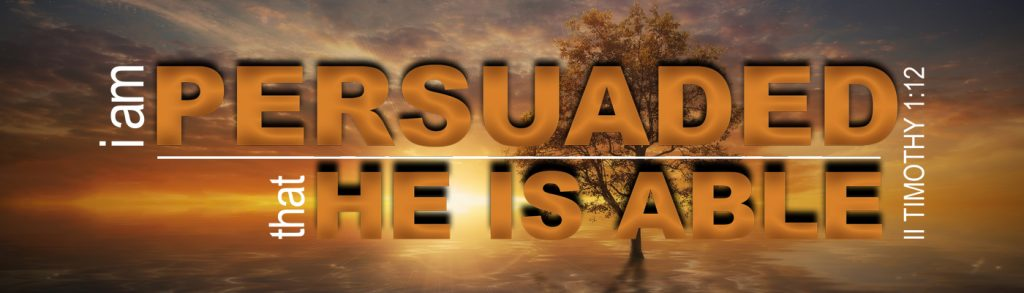 i am PERSUADED
that HE IS ABLE
II TIMOTHY 1:12